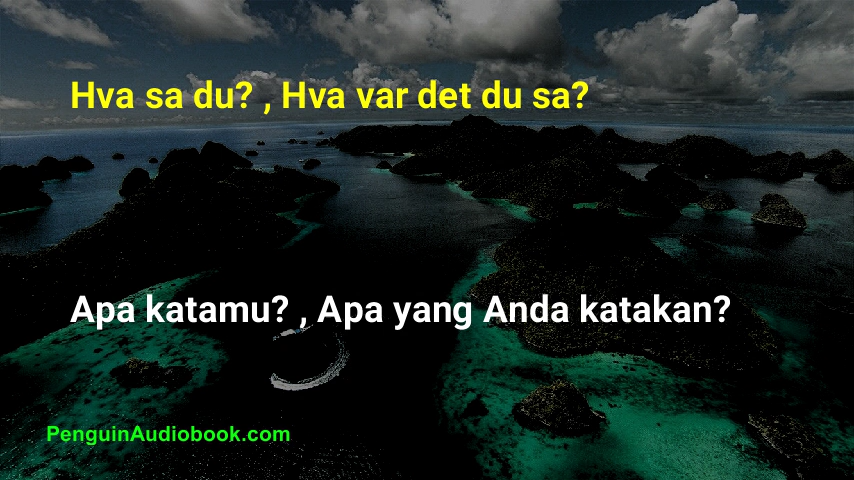 Hva sa du? , Hva var det du sa?
Apa katamu? , Apa yang Anda katakan?
PenguinAudiobook.com